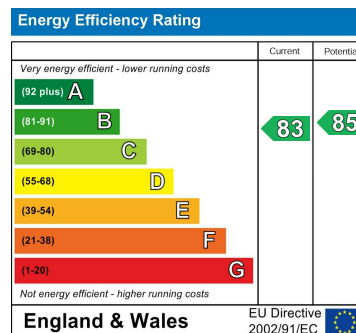 Energy Efficiency Rating
Current Potentia
Very energy efficient - lower running costs
(92 plus) A
(81-91) B
(69-80) C
(55-68) D
(39-54) E
(21-38) F
(1-20) G
83
85
Not energy efficient - higher running costs
England & Wales
EU Directive
2002/91/EC